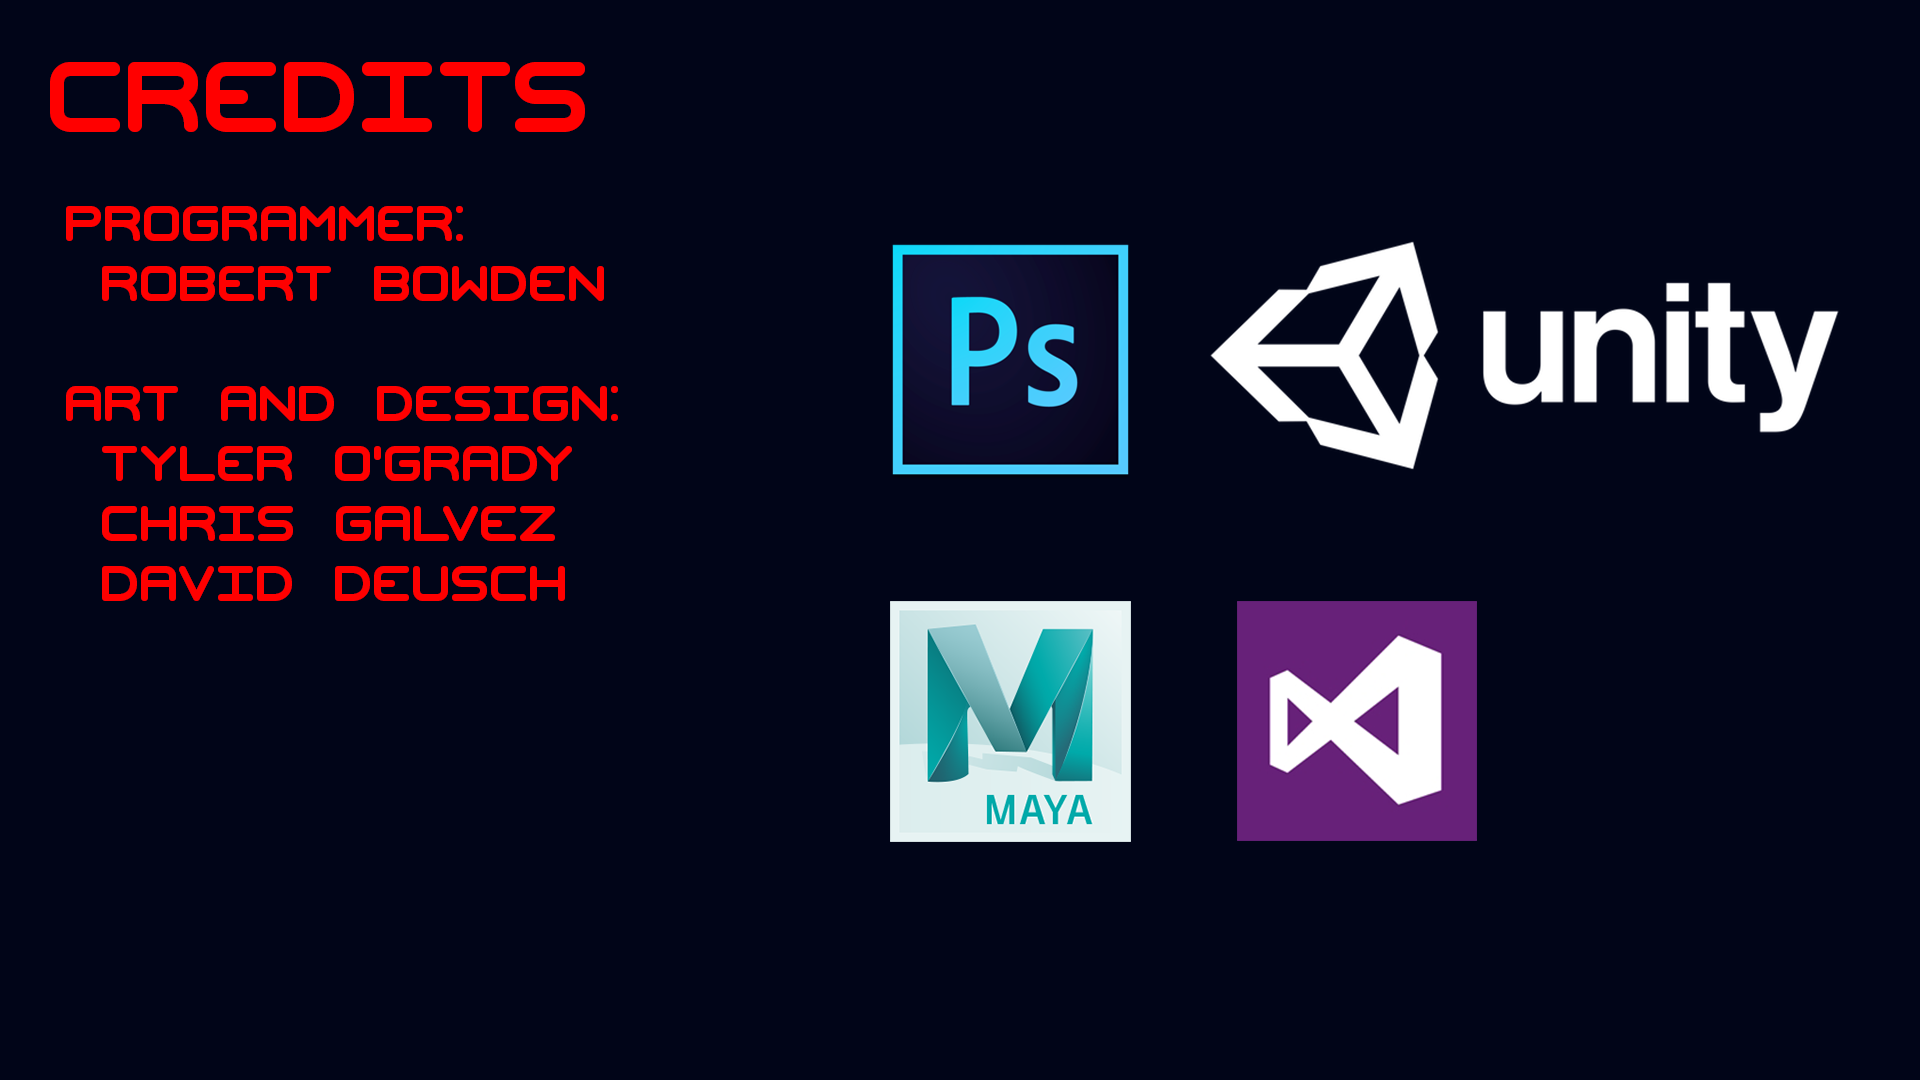 CREDITS
PROGRAMMER:
ROBERT BOWDEN
ART AND DESIGN:
TYLER O'GRADY
CHRIS GALVEZ
DAVID DEUSCH
Ps
unity
MAYA